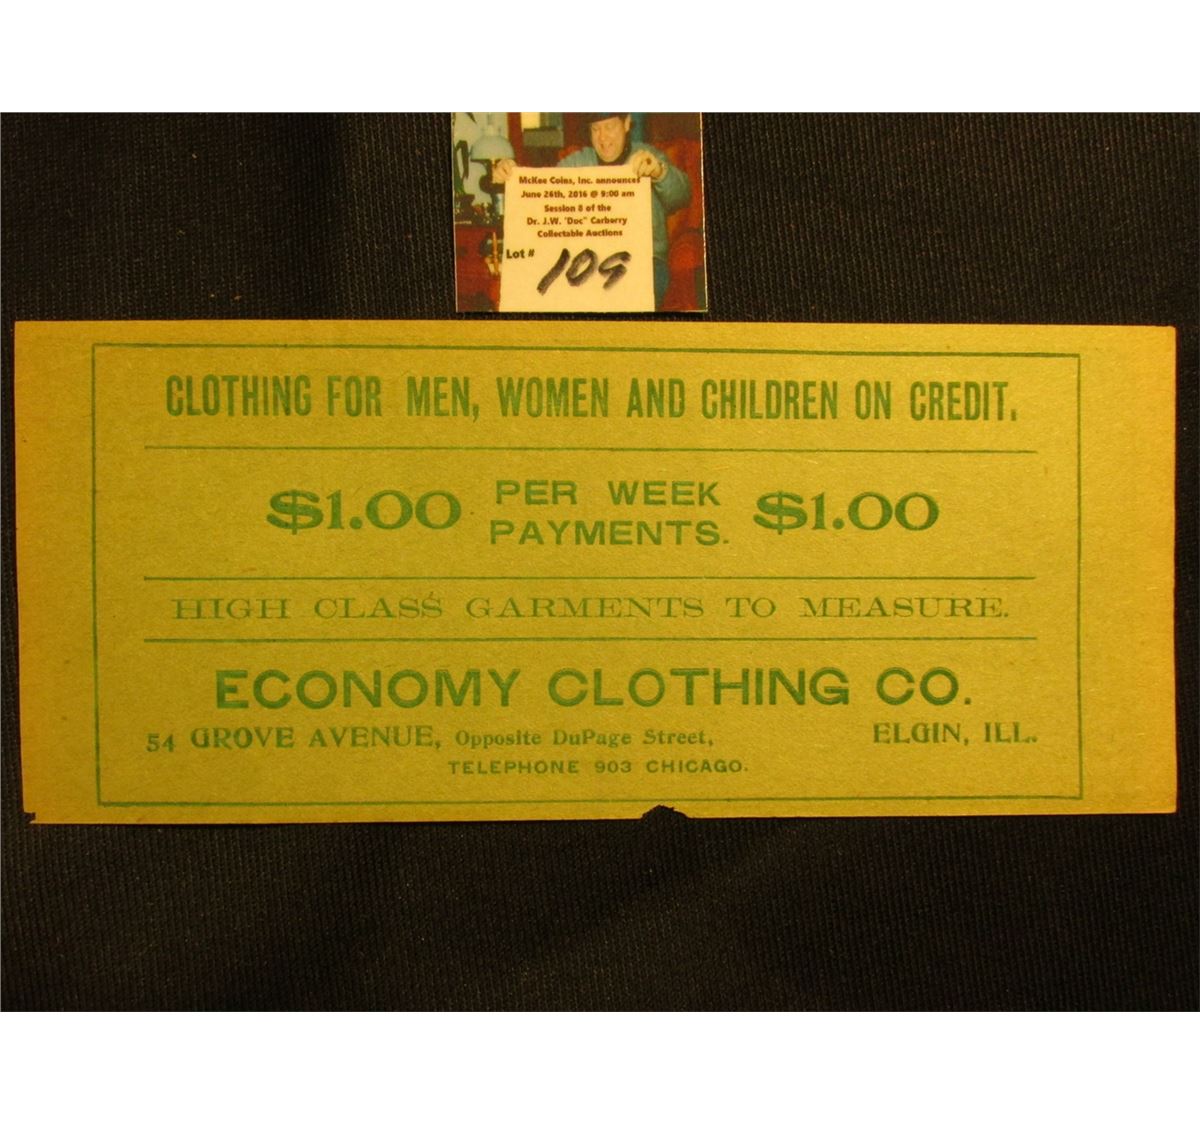 McKee Coins, Inc. announces
June 26th, 2016 @ 9:00 am
Session 8 of the
Dr. J.W. "Doc" Carberry
Collectable Auctions
Lot # 109
CLOTHING FOR MEN, WOMEN AND CHILDREN ON CREDIT.
$1.00 PER WEEK PAYMENTS. $1.00
HIGH CLASS GARMENTS TO MEASURE.
ECONOMY CLOTHING CO.
54 GROVE AVENUE, Opposite DuPage Street, ELGIN, ILL.
TELEPHONE 903 CHICAGO.